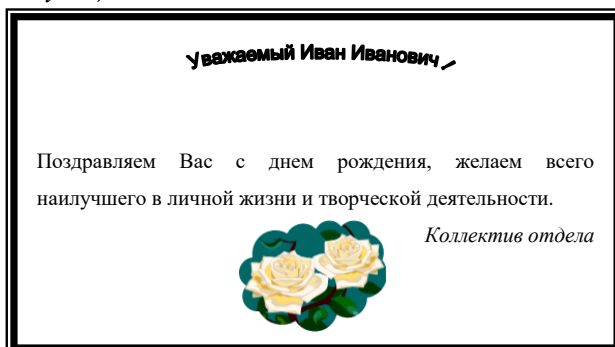 Уважаемый Иван Иванович!
Поздравляем Вас с днем рождения, желаем всего
наилучшего в личной жизни и творческой деятельности.
Коллектив отдела